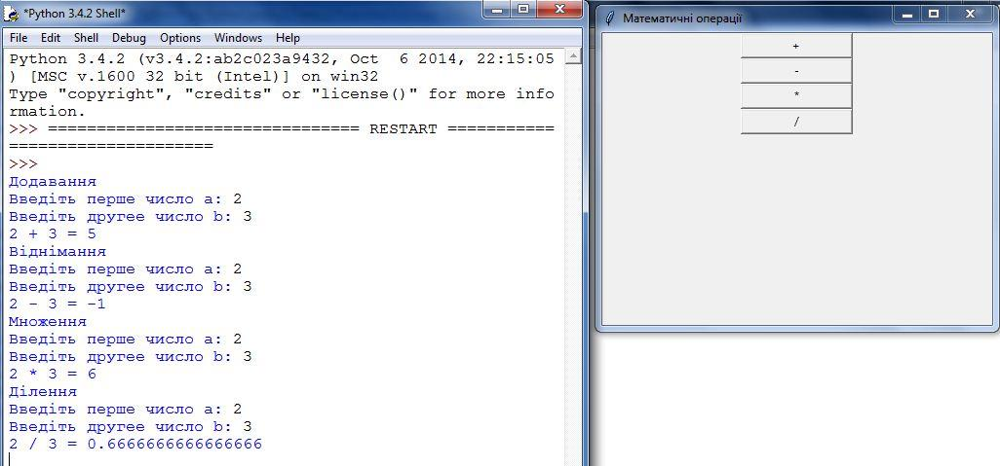 *Python 3.4.2 Shell*
File Edit Shell Debug Options Windows Help
Python 3.4.2 (v3.4.2:ab2c023a9432, Oct  6 2014, 22:15:05
) [MSC v.1600 32 bit (Intel)] on win32
Type "copyright", "credits" or "license()" for more info
rmation.
>>> ================================ RESTART ===========
=====================
>>>
Додавання
Введіть перше число a: 2
Введіть другее число b: 3
2 + 3 = 5
Віднімання
Введіть перше число a: 2
Введіть другее число b: 3
2 - 3 = -1
Множення
Введіть перше число a: 2
Введіть другее число b: 3
2 * 3 = 6
Ділення
Введіть перше число a: 2
Введіть другее число b: 3
2 / 3 = 0.6666666666666666
Математичні операції
+
-
*
/